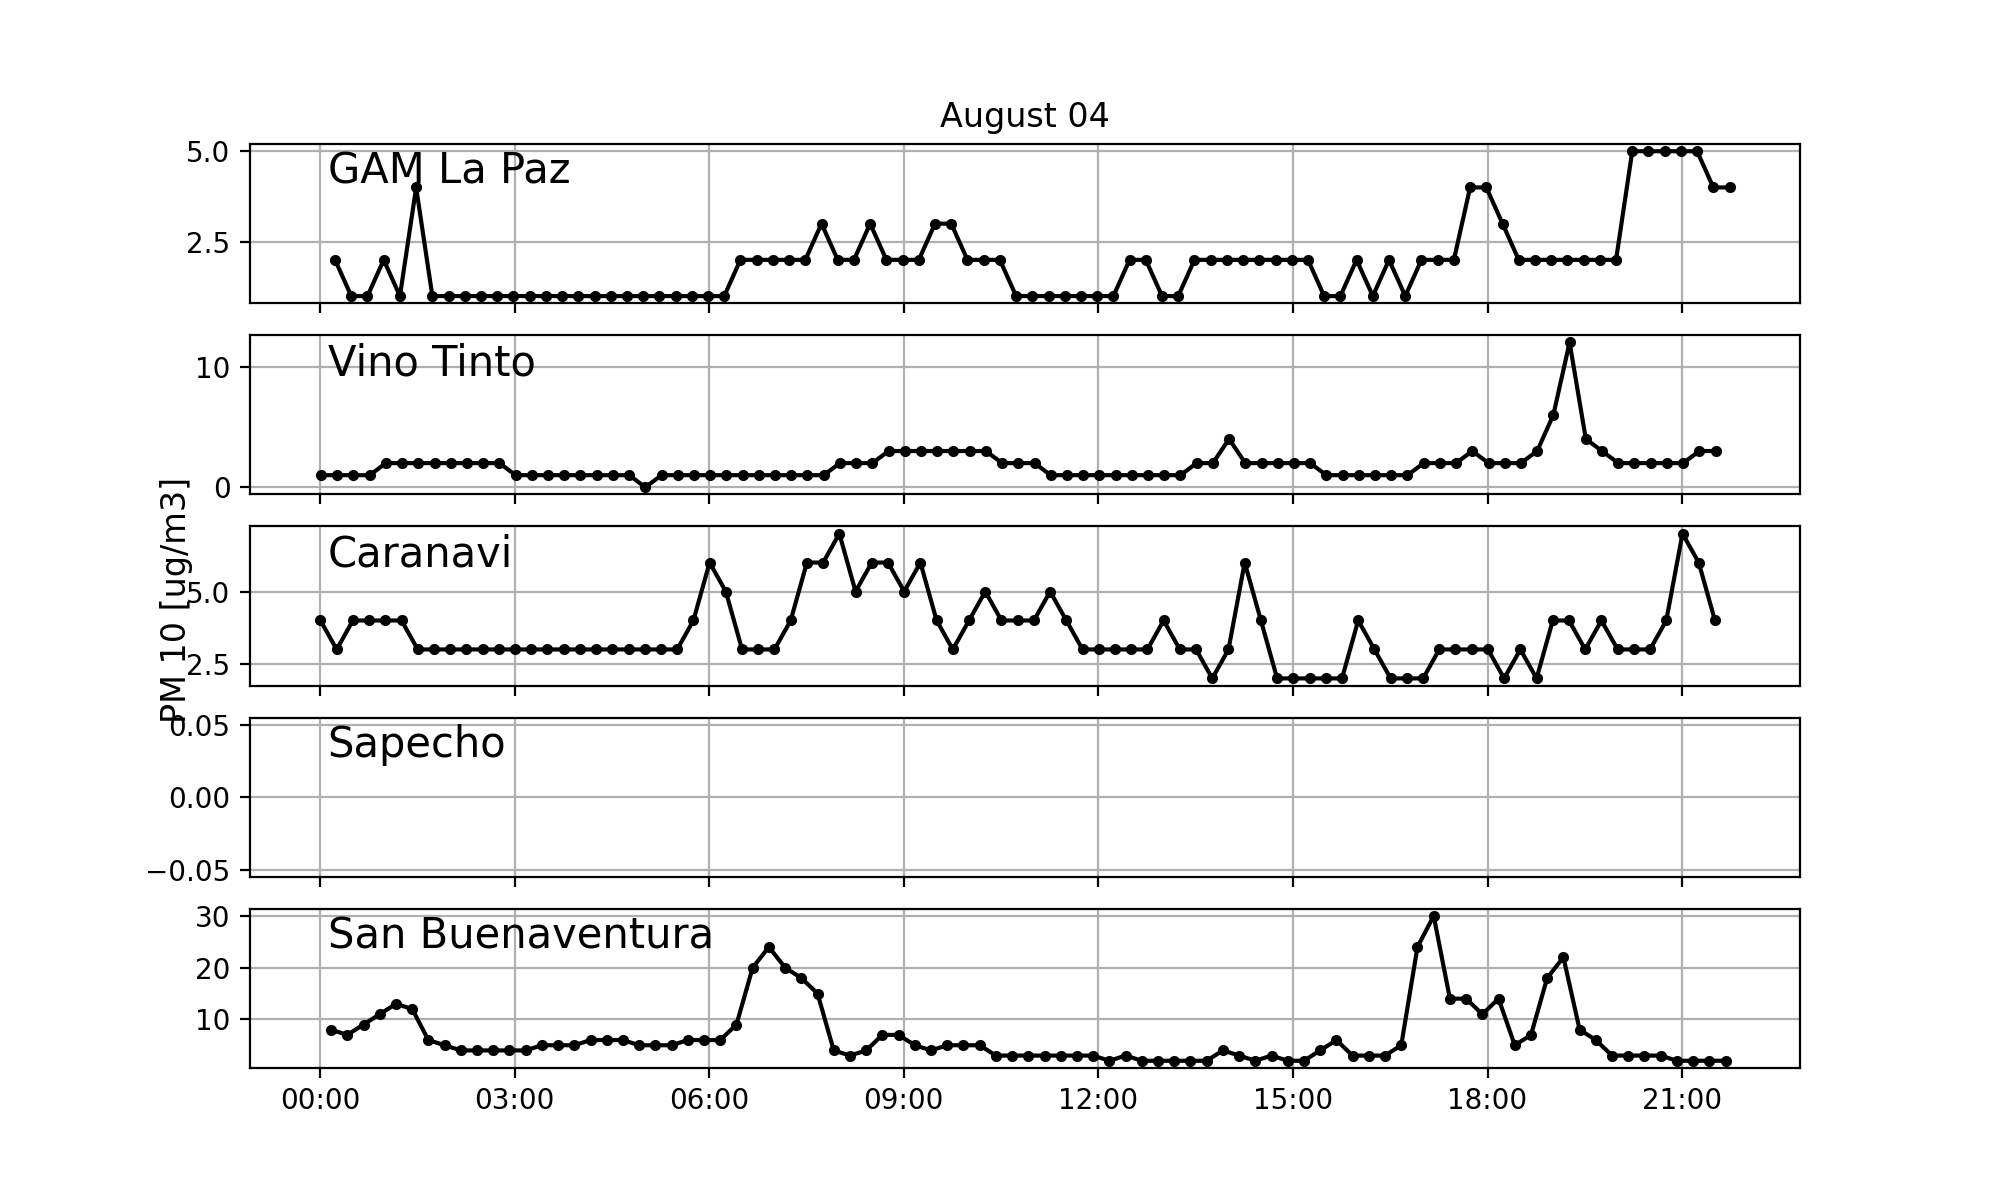 August 04
5.0
GAM La Paz
2.5
10
Vino Tinto
0
PM 10 [ug/m3]
Caranavi
5.0
2.5
0.05
Sapecho
0.00
−0.05
30
San Buenaventura
20
10
00:00 03:00 06:00 09:00 12:00 15:00 18:00 21:00